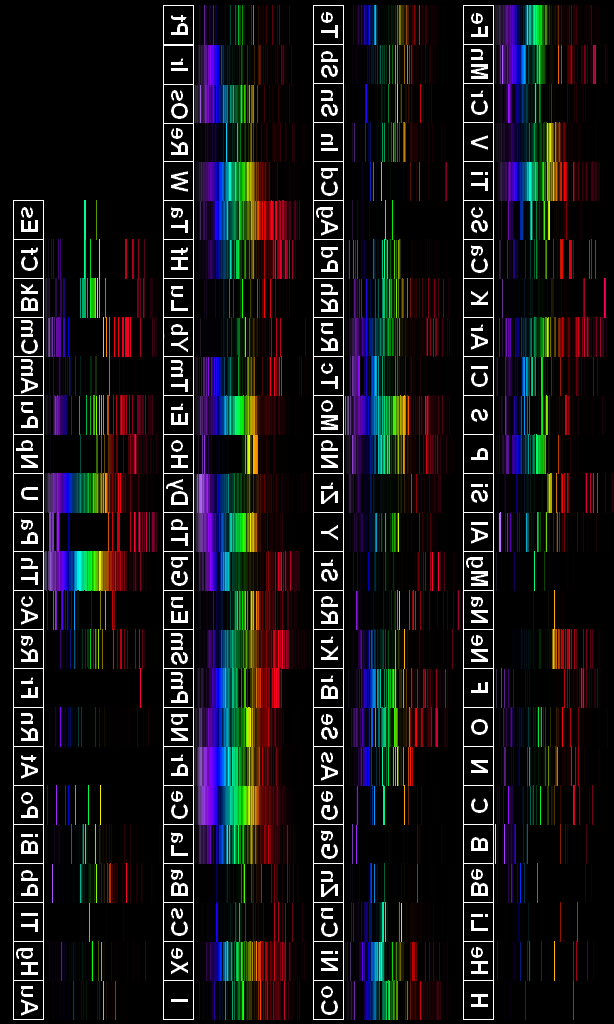 H He Li Be B C N O F Ne Na Mg Al Si P S Cl Ar K Ca Sc Ti V Cr Mn Fe
Co Ni Cu Zn Ga Ge As Se Br Kr Rb Sr Y Zr Nb Mo Tc Ru Rh Pd Ag Cd In Sn Sb Te
I Xe Cs Ba La Ce Pr Nd Pm Sm Eu Gd Tb Dy Ho Er Tm Yb Lu Hf Ta W Re Os Ir Pt
Au Hg Tl Pb Bi Po At Rn Fr Ra Ac Th Pa U Np Pu Am Cm Bk Cf Es